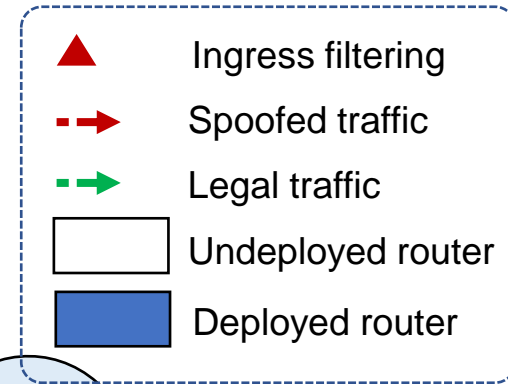 Ingress filtering
Spoofed traffic
Legal traffic
Undeployed router
Deployed router